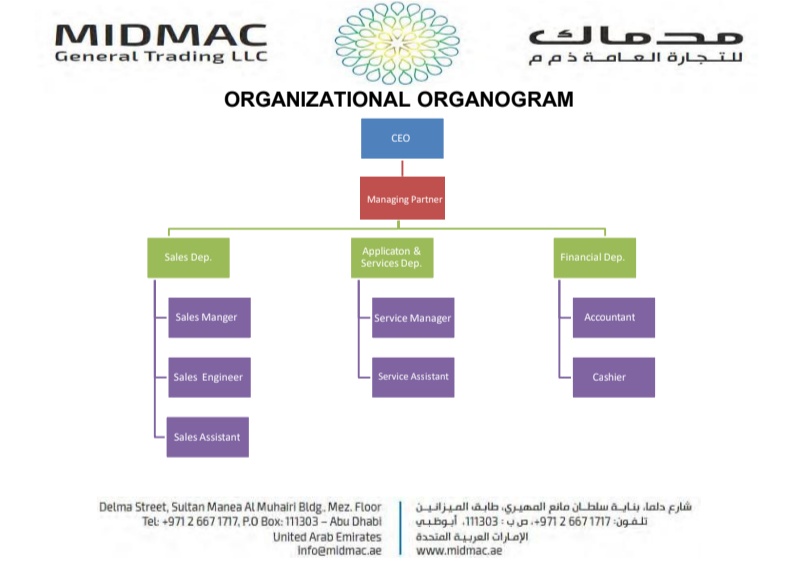 MIDMAC
General Trading LLC
مدماك
للتجارة العامة ذ م م
ORGANIZATIONAL ORGANOGRAM
CEO
Managing Partner
Sales Dep.
Applicaton &
Services Dep.
Financial Dep.
Sales Manger
Service Manager
Accountant
Sales Engineer
Service Assistant
Cashier
Sales Assistant
Delma Street, Sultan Manea Al Muhairi Bldg, Mez. Floor
Tel: +971 2 667 1717, P.O Box: 111303 – Abu Dhabi
United Arab Emirates
Info@midmac.ae
شارع دلما، بناية سلطان مانع المهيري، طابق الميزانين
تلفون: 1717 667 2 971+، ص ب : 111303، أبوظبي
الإمارات العربية المتحدة
www.midmac.ae